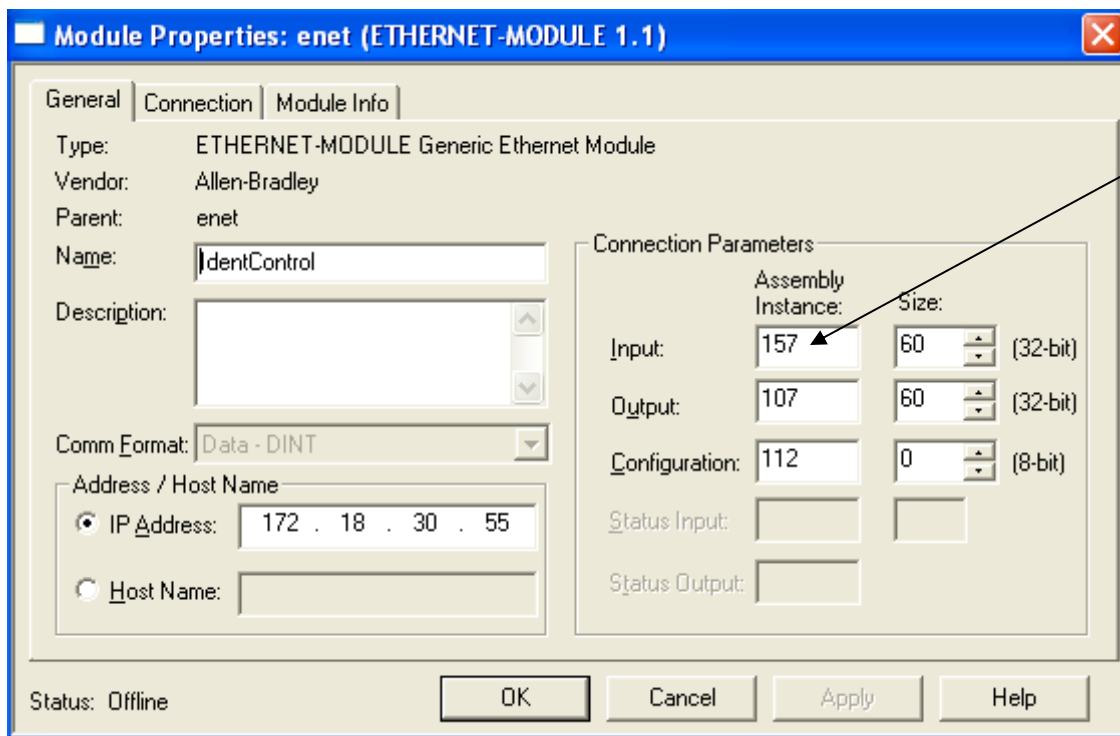 Module Properties: enet (ETHERNET-MODULE 1.1)
General Connection Module Info
Type: ETHERNET-MODULE Generic Ethernet Module
Vendor: Allen-Bradley
Parent: enet
Name: IdentControl
Description:
Comm Format: Data - DINT
Address / Host Name
IP Address: 172 . 18 . 30 . 55
Host Name:
Connection Parameters
Assembly
Instance: Size:
Input: 157 60 (32-bit)
Output: 107 60 (32-bit)
Configuration: 112 0 (8-bit)
Status Input:
Status Output:
Status: Offline OK Cancel Apply Help